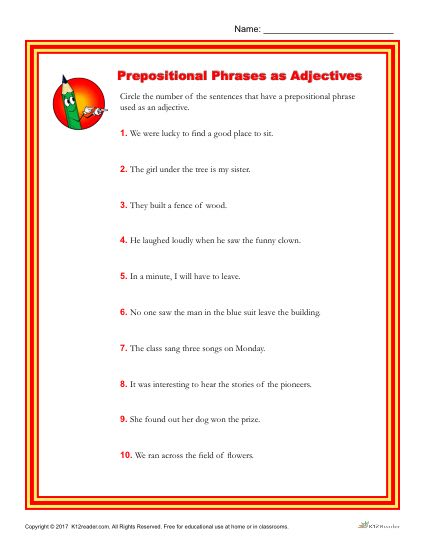 Name: ____________________
Prepositional Phrases as Adjectives
Circle the number of the sentences that have a prepositional phrase
used as an adjective.
1. We were lucky to find a good place to sit.
2. The girl under the tree is my sister.
3. They built a fence of wood.
4. He laughed loudly when he saw the funny clown.
5. In a minute, I will have to leave.
6. No one saw the man in the blue suit leave the building.
7. The class sang three songs on Monday.
8. It was interesting to hear the stories of the pioneers.
9. She found out her dog won the prize.
10. We ran across the field of flowers.
Copyright © 2017 K12reader.com. All Rights Reserved. Free for educational use at home or in classrooms.
K12Reader